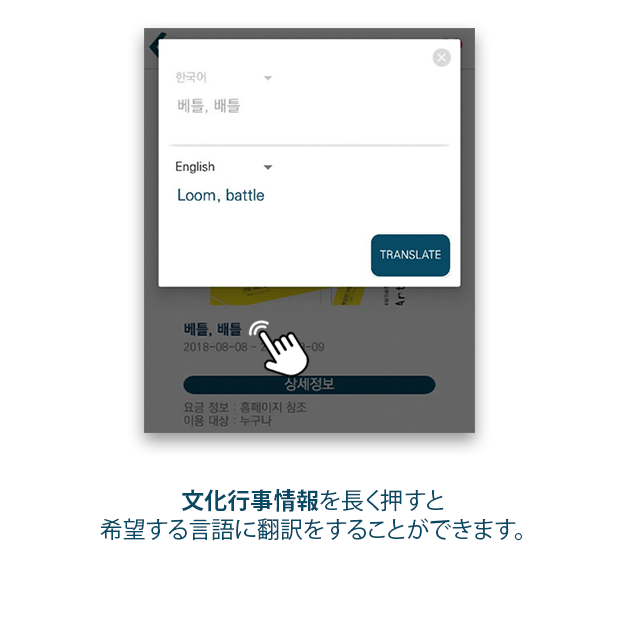 한국어
베틀, 배틀
English
Loom, battle
TRANSLATE
베틀, 배틀
2018-08-08 - 2 -09
상세정보
요금 정보 : 홈페이지 참조
이용 대상 : 누구나
文化行事情報を長く押すと
希望する言語に翻訳をすることができます。